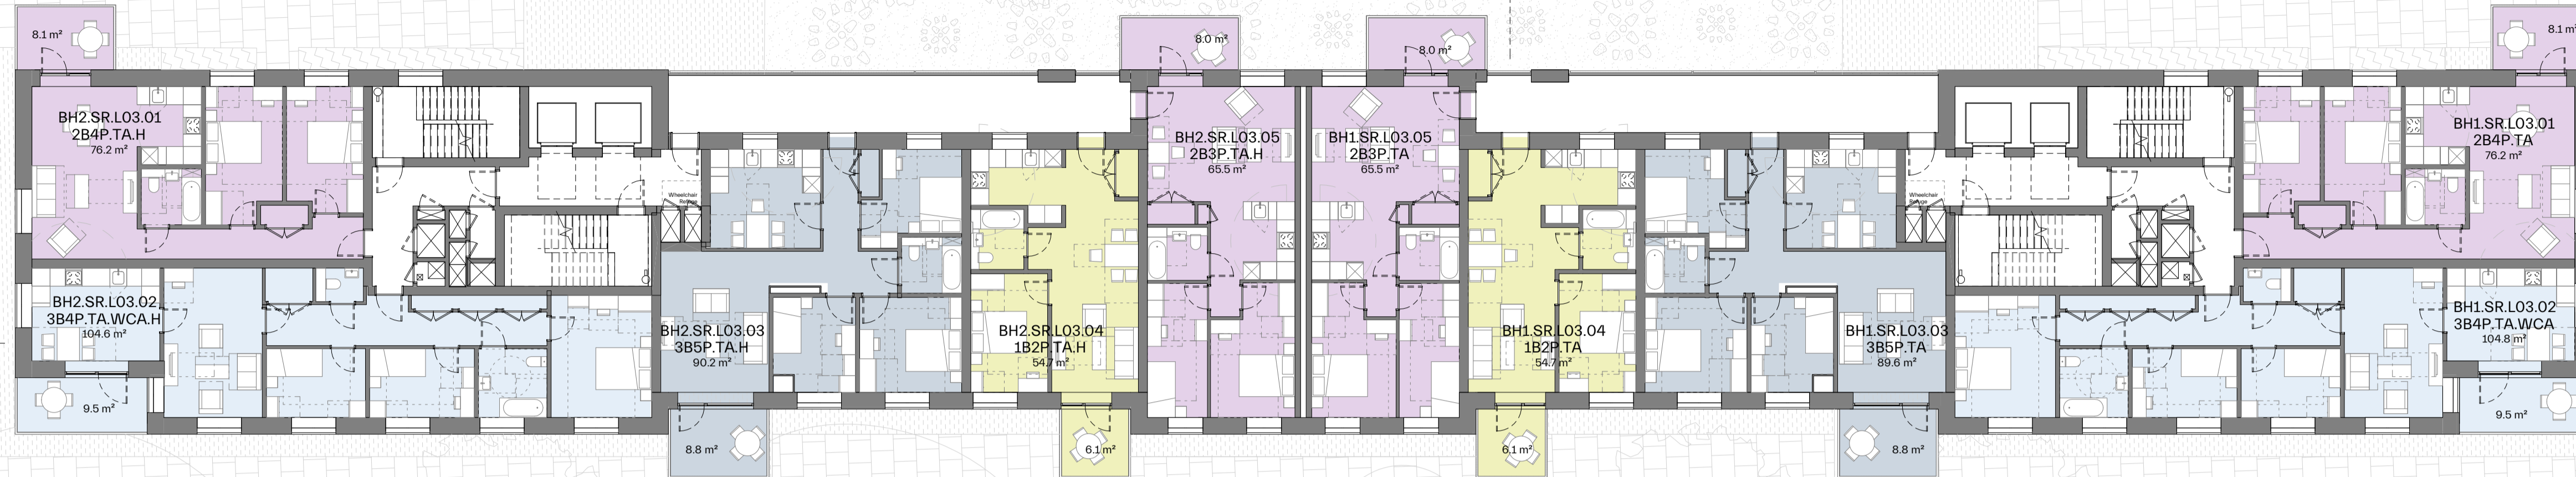 8.1 m²
8.0 m²
8.0 m²
8.1 m²
BH2.SR.L03.01
2B4P.TA.H
76.2 m²
BH2.SR.L03.05
2B3P.TA.H
65.5 m²
BH1.SR.L03.05
2B3P.TA
65.5 m²
BH1.SR.L03.01
2B4P.TA
76.2 m²
Wheelchair
Refuge
Wheelchair
Refuge
BH2.SR.L03.02
3B4P.TA.WCA.H
104.6 m²
BH2.SR.L03.03
3B5P.TA.H
90.2 m²
BH2.SR.L03.04
1B2P.TA.H
54.7 m²
BH1.SR.L03.04
1B2P.TA
54.7 m²
BH1.SR.L03.03
3B5P.TA
89.6 m²
BH1.SR.L03.02
3B4P.TA.WCA
104.8 m²
9.5 m²
8.8 m²
6.1 m²
6.1 m²
8.8 m²
9.5 m²